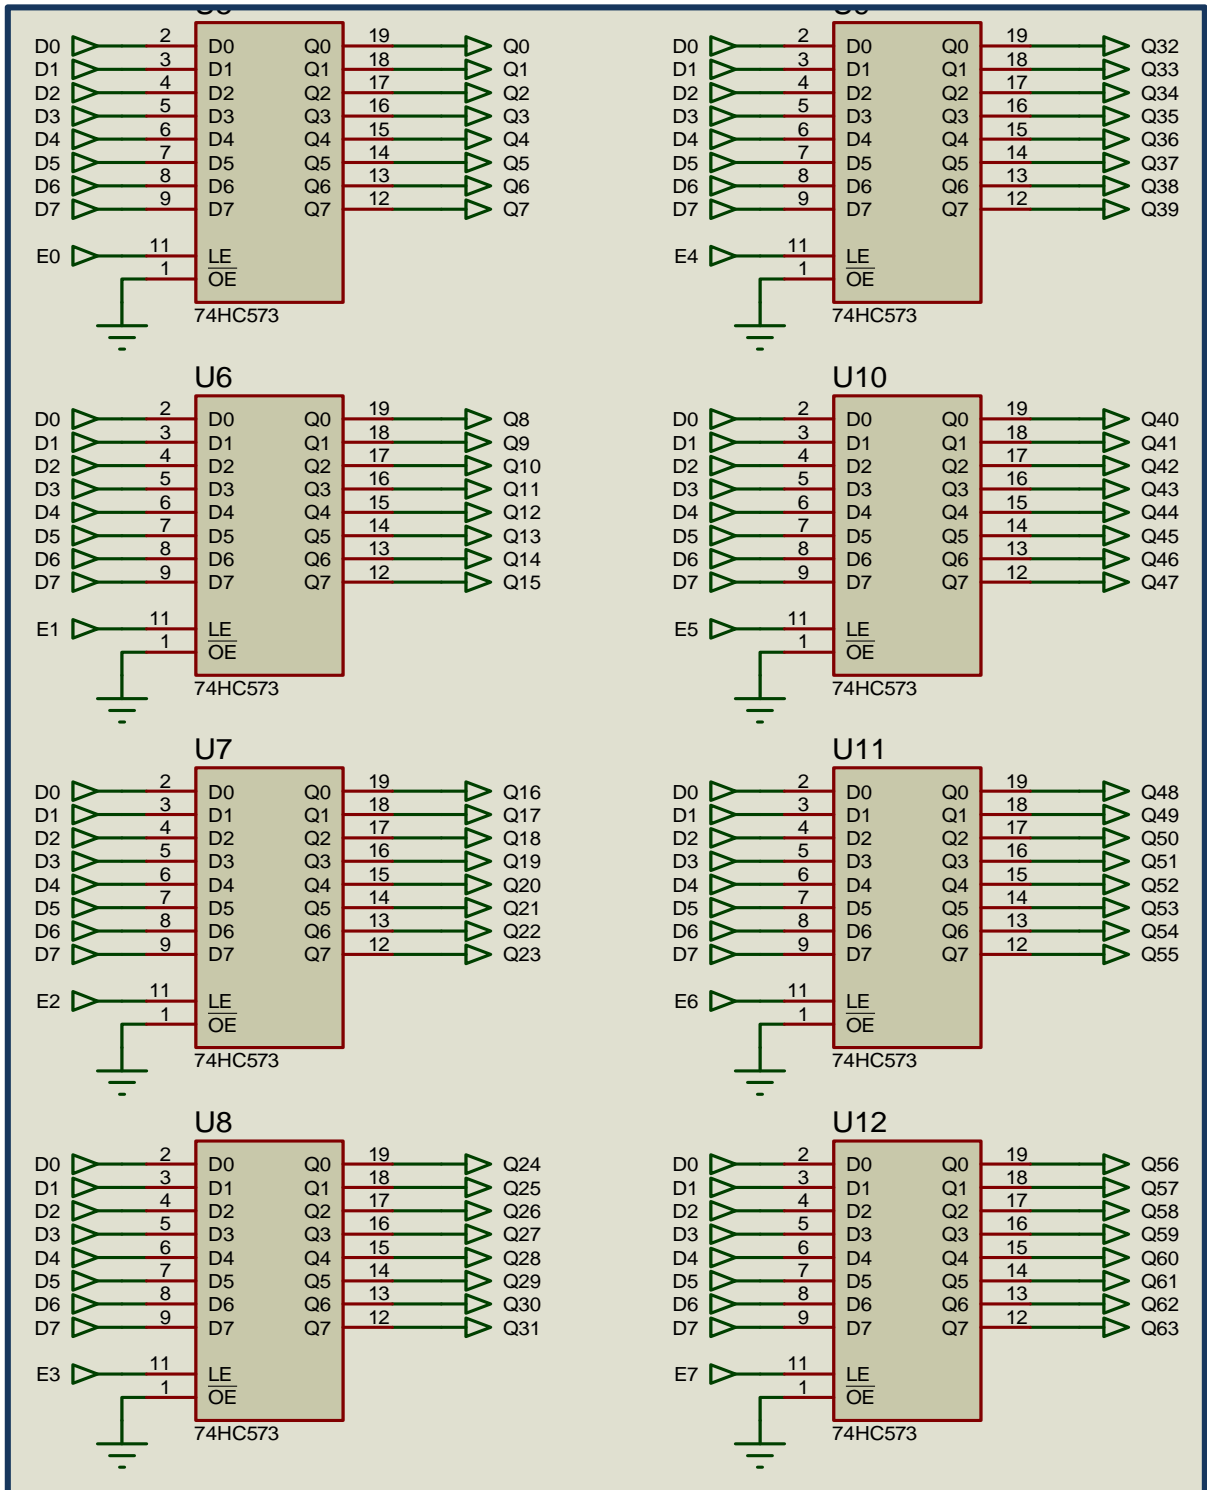 D0 2 D0 Q0 19 Q0
D1 3 D1 Q1 18 Q1
D2 4 D2 Q2 17 Q2
D3 5 D3 Q3 16 Q3
D4 6 D4 Q4 15 Q4
D5 7 D5 Q5 14 Q5
D6 8 D6 Q6 13 Q6
D7 9 D7 Q7 12 Q7
E0 11 LE
1 OE
74HC573
D0 2 D0 Q0 19 Q32
D1 3 D1 Q1 18 Q33
D2 4 D2 Q2 17 Q34
D3 5 D3 Q3 16 Q35
D4 6 D4 Q4 15 Q36
D5 7 D5 Q5 14 Q37
D6 8 D6 Q6 13 Q38
D7 9 D7 Q7 12 Q39
E4 11 LE
1 OE
74HC573
U6
D0 2 D0 Q0 19 Q8
D1 3 D1 Q1 18 Q9
D2 4 D2 Q2 17 Q10
D3 5 D3 Q3 16 Q11
D4 6 D4 Q4 15 Q12
D5 7 D5 Q5 14 Q13
D6 8 D6 Q6 13 Q14
D7 9 D7 Q7 12 Q15
E1 11 LE
1 OE
74HC573
U10
D0 2 D0 Q0 19 Q40
D1 3 D1 Q1 18 Q41
D2 4 D2 Q2 17 Q42
D3 5 D3 Q3 16 Q43
D4 6 D4 Q4 15 Q44
D5 7 D5 Q5 14 Q45
D6 8 D6 Q6 13 Q46
D7 9 D7 Q7 12 Q47
E5 11 LE
1 OE
74HC573
U7
D0 2 D0 Q0 19 Q16
D1 3 D1 Q1 18 Q17
D2 4 D2 Q2 17 Q18
D3 5 D3 Q3 16 Q19
D4 6 D4 Q4 15 Q20
D5 7 D5 Q5 14 Q21
D6 8 D6 Q6 13 Q22
D7 9 D7 Q7 12 Q23
E2 11 LE
1 OE
74HC573
U11
D0 2 D0 Q0 19 Q48
D1 3 D1 Q1 18 Q49
D2 4 D2 Q2 17 Q50
D3 5 D3 Q3 16 Q51
D4 6 D4 Q4 15 Q52
D5 7 D5 Q5 14 Q53
D6 8 D6 Q6 13 Q54
D7 9 D7 Q7 12 Q55
E6 11 LE
1 OE
74HC573
U8
D0 2 D0 Q0 19 Q24
D1 3 D1 Q1 18 Q25
D2 4 D2 Q2 17 Q26
D3 5 D3 Q3 16 Q27
D4 6 D4 Q4 15 Q28
D5 7 D5 Q5 14 Q29
D6 8 D6 Q6 13 Q30
D7 9 D7 Q7 12 Q31
E3 11 LE
1 OE
74HC573
U12
D0 2 D0 Q0 19 Q56
D1 3 D1 Q1 18 Q57
D2 4 D2 Q2 17 Q58
D3 5 D3 Q3 16 Q59
D4 6 D4 Q4 15 Q60
D5 7 D5 Q5 14 Q61
D6 8 D6 Q6 13 Q62
D7 9 D7 Q7 12 Q63
E7 11 LE
1 OE
74HC573